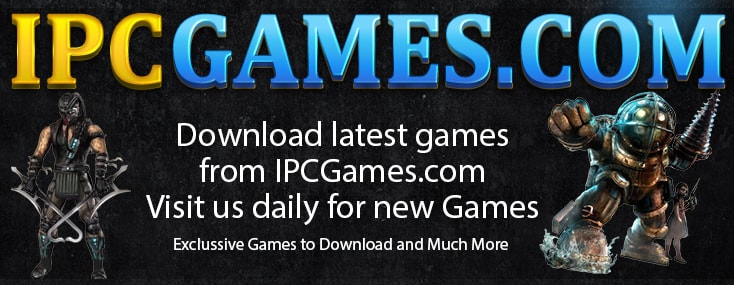 IPCGAMES.COM
Download latest games
from IPCGames.com
Visit us daily for new Games
Exclussive Games to Download and Much More